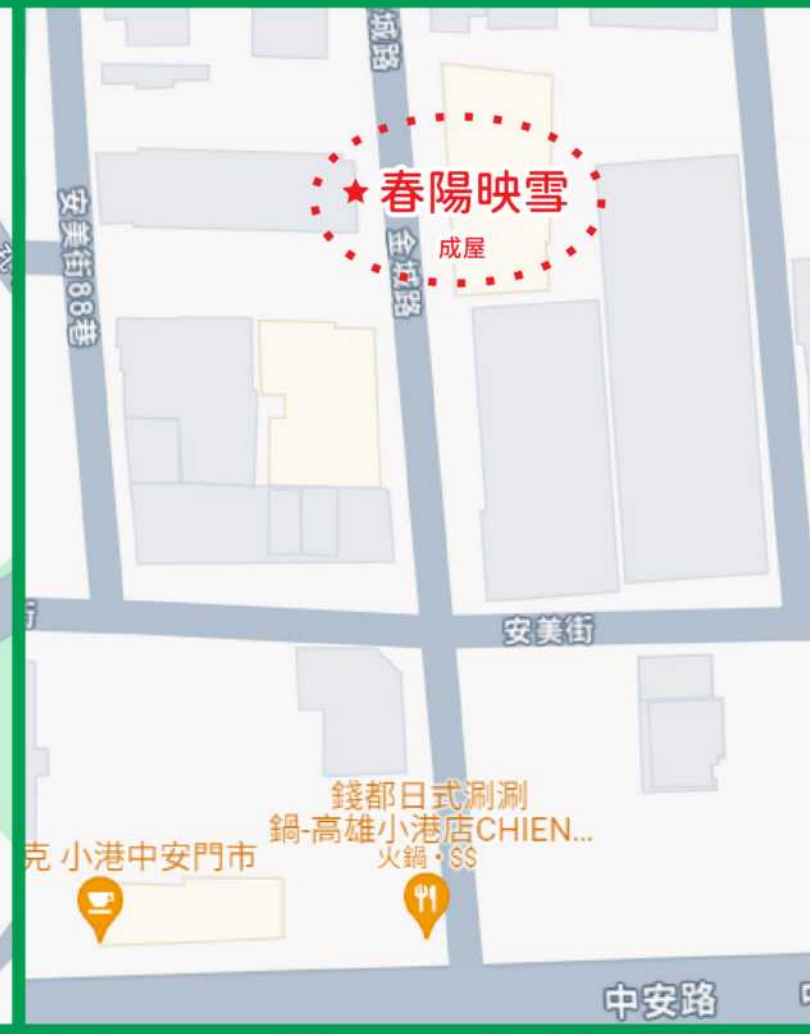 城路
春陽映雪
成屋
安美街88巷
金城路
安美街
錢都日式涮涮
鍋-高雄小港店CHIEN...
火鍋・$$
克 小港中安門市
中安路